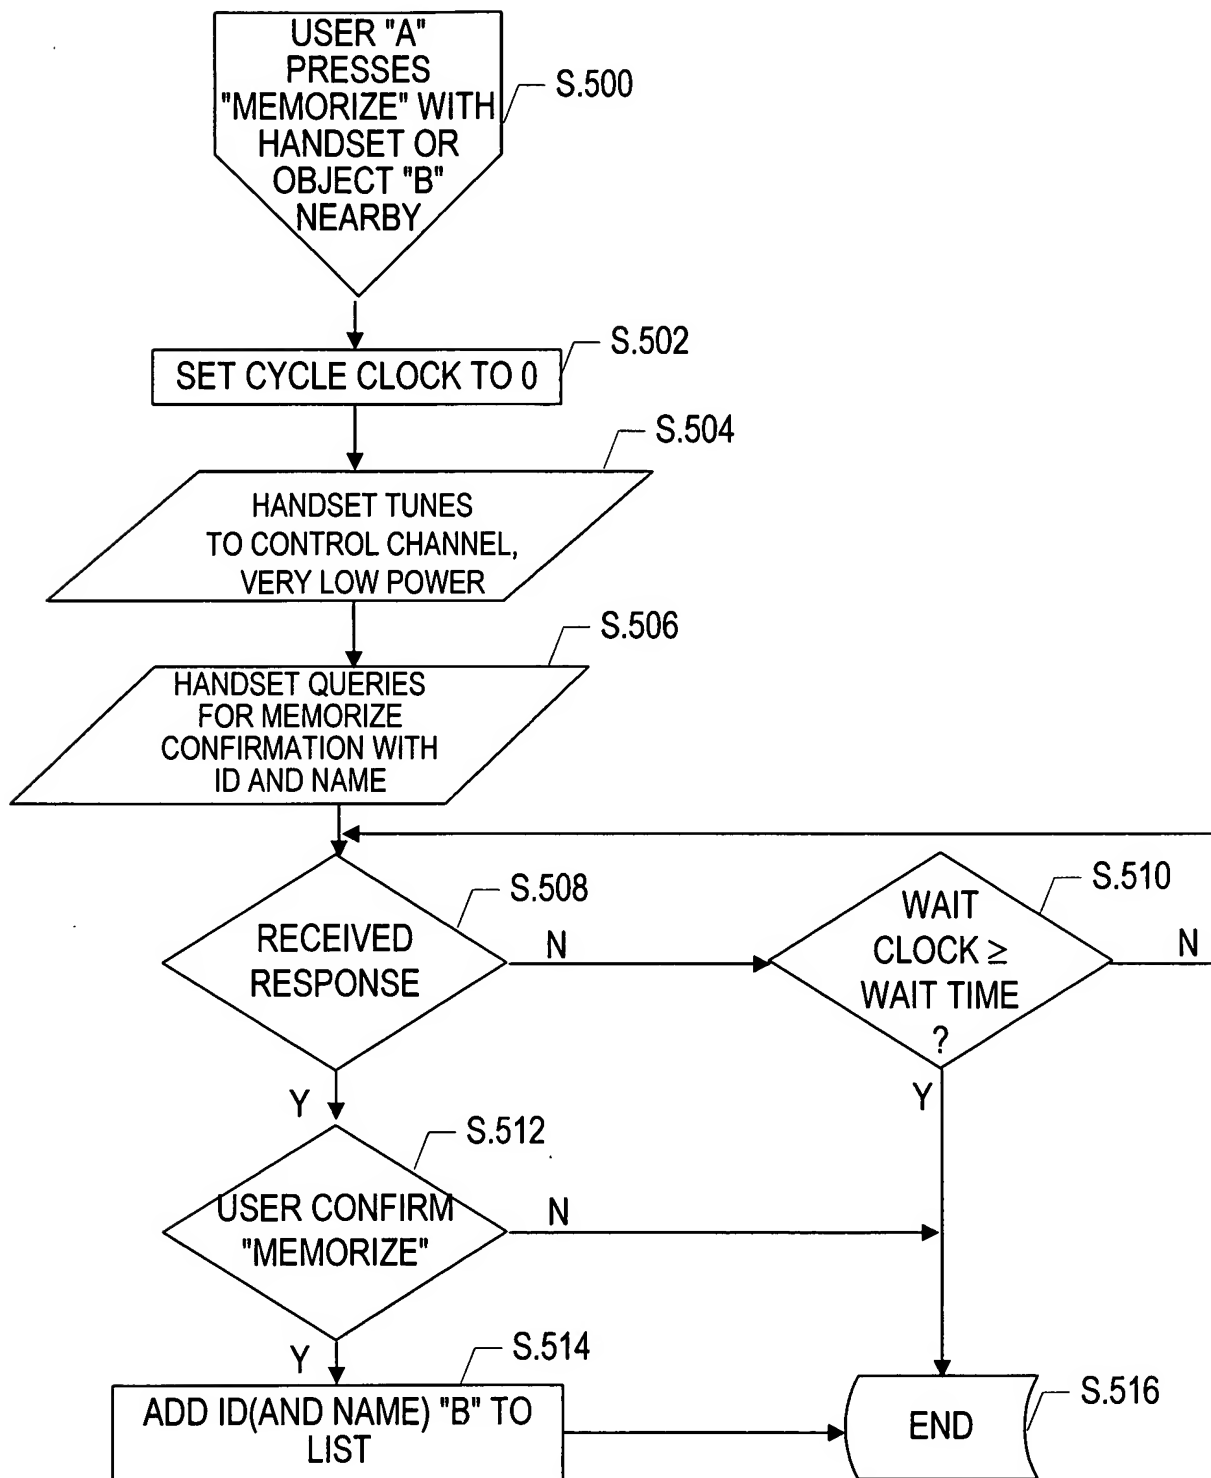 USER "A"
PRESSES
"MEMORIZE" WITH
HANDSET OR
OBJECT "B"
NEARBY
S.500
S.502
SET CYCLE CLOCK TO 0
S.504
HANDSET TUNES
TO CONTROL CHANNEL,
VERY LOW POWER
S.506
HANDSET QUERIES
FOR MEMORIZE
CONFIRMATION WITH
ID AND NAME
S.508
RECEIVED
RESPONSE
N
S.510
WAIT
CLOCK ≥
WAIT TIME
?
N
Y
Y
S.512
USER CONFIRM
"MEMORIZE"
N
Y
S.514
ADD ID(AND NAME) "B" TO
LIST
S.516
END